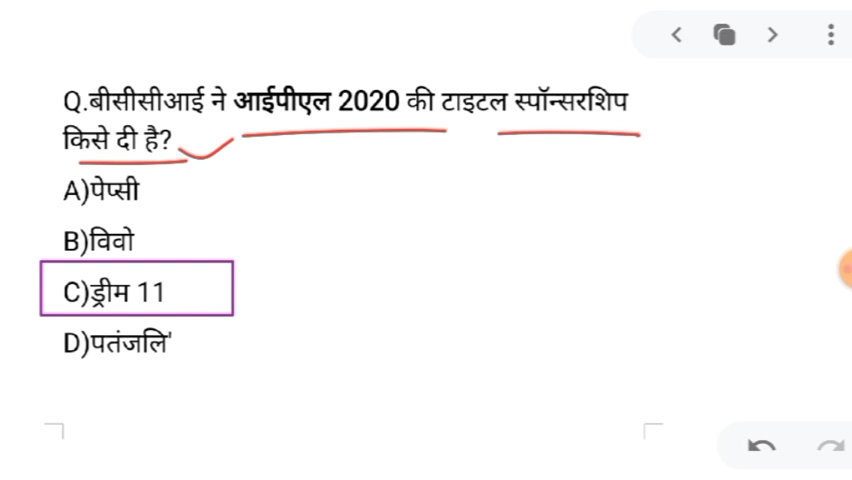 Q.बीसीसीआई ने आईपीएल 2020 की टाइटल स्पॉन्सरशिप
किसे दी है?
A)पेप्सी
B)विवो
C)ड्रीम 11
D)पतंजलि'